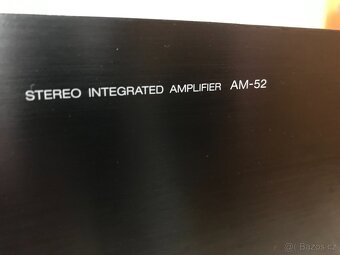 STEREO INTEGRATED AMPLIFIER AM-52
© Bazos.cz